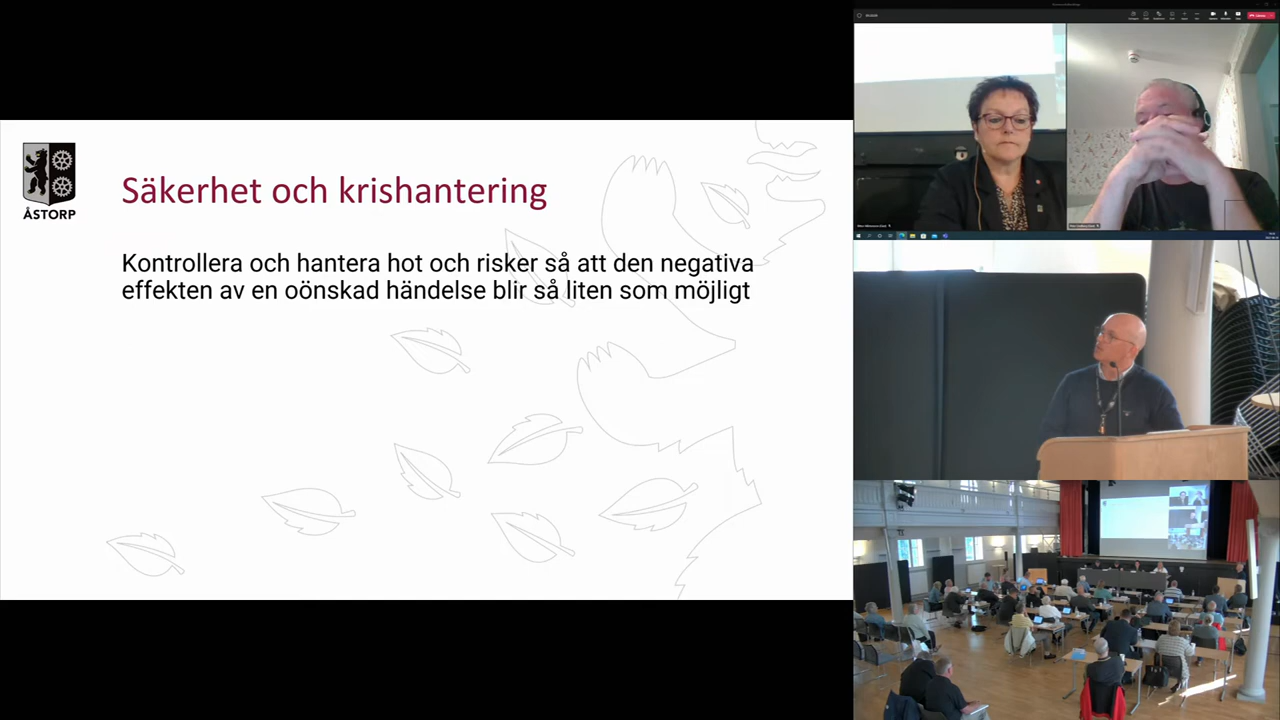 ÅSTORP
Säkerhet och krishantering
Kontrollera och hantera hot och risker så att den negativa
effekten av en oönskad händelse blir så liten som möjligt